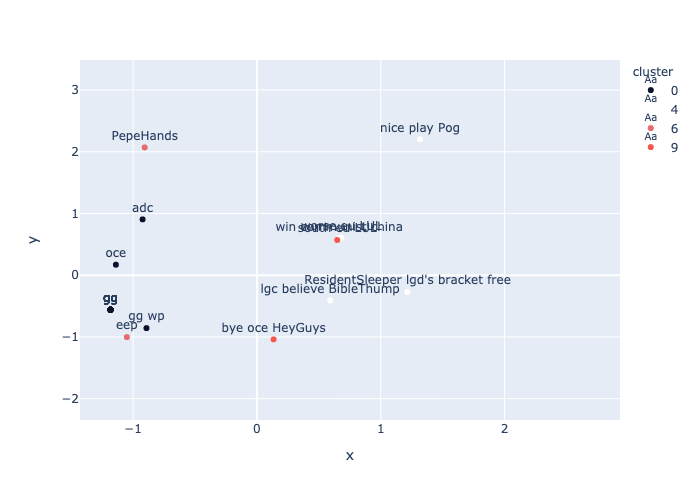 cluster
Aa 0
Aa 4
Aa 6
Aa 9
3
nice play Pog
PepeHands
2
adc
1
win
china
y
oce
0
ResidentSleeper lgd's bracket free
lgc believe BibleThump
gg
gg wp
eep
bye oce HeyGuys
−1
−2
−1 0 1 2
x